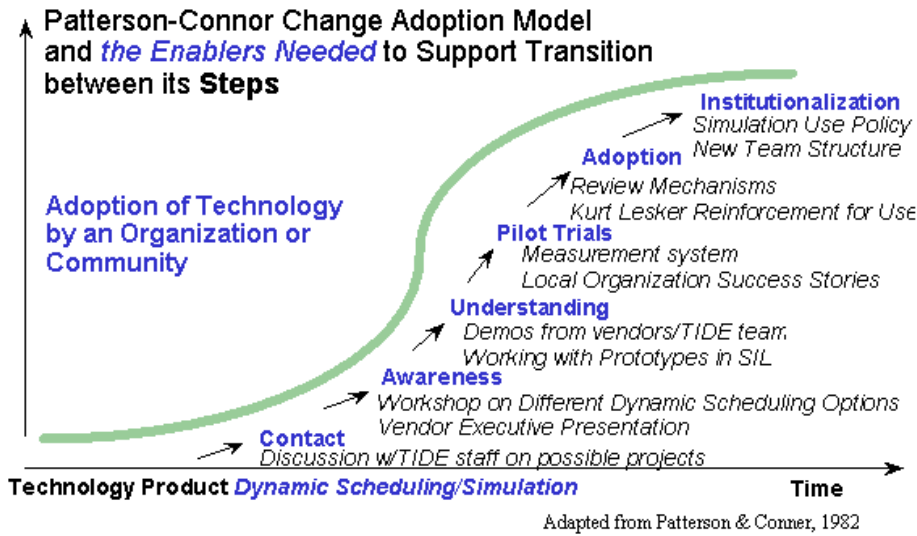 Patterson-Connor Change Adoption Model
and the Enablers Needed to Support Transition
between its Steps
Institutionalization
Simulation Use Policy
New Team Structure
Adoption
Review Mechanisms
Kurt Lesker Reinforcement for Use
Adoption of Technology
by an Organization or
Community
Pilot Trials
Measurement system
Local Organization Success Stories
Understanding
Demos from vendors/TIDE team
Working with Prototypes in SIL
Awareness
Workshop on Different Dynamic Scheduling Options
Vendor Executive Presentation
Contact
Discussion w/TIDE staff on possible projects
Technology Product Dynamic Scheduling/Simulation
Time
Adapted from Patterson & Conner, 1982